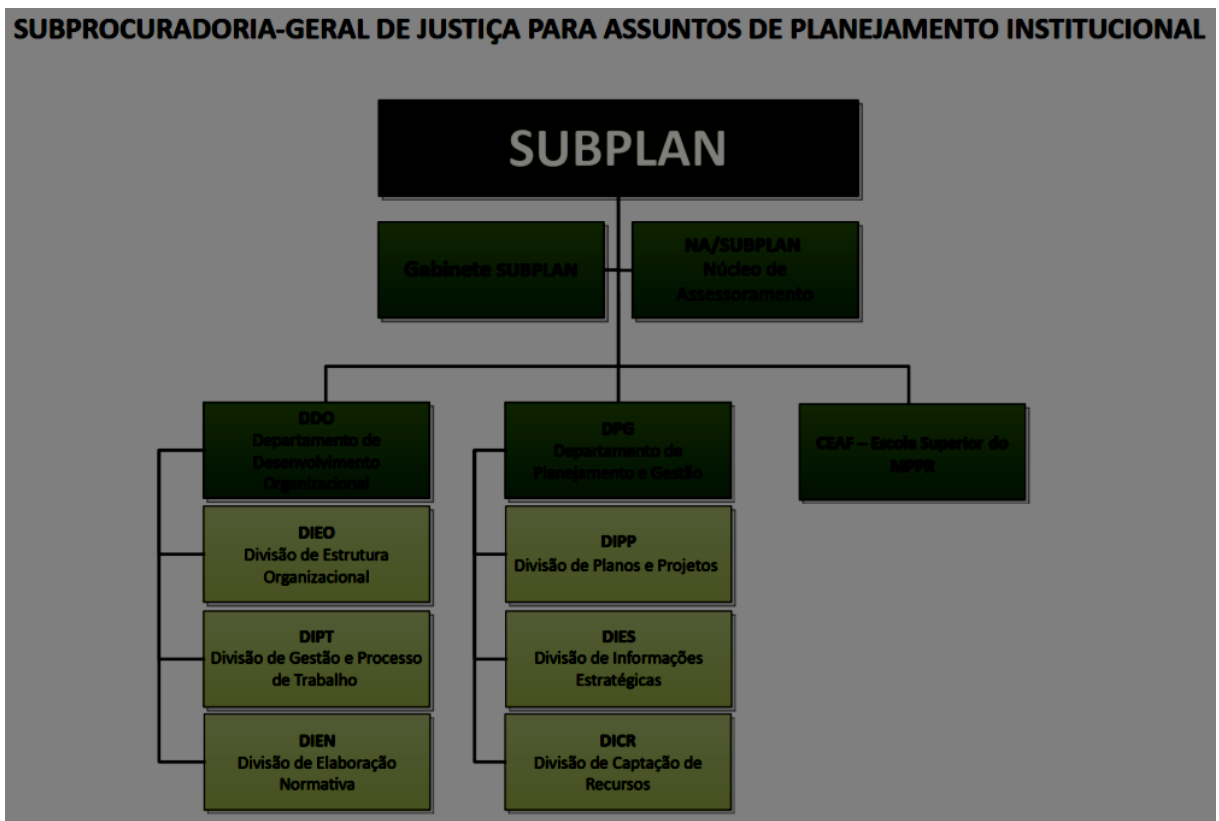 SUBPROCURADORIA-GERAL DE JUSTIÇA PARA ASSUNTOS DE PLANEJAMENTO INSTITUCIONAL
SUBPLAN
Gabinete SUBPLAN
NA/SUBPLAN
Núcleo de
Assessoramento
DDO
Departamento de
Desenvolvimento
Organizacional
DIEO
Divisão de Estrutura
Organizacional
DIPT
Divisão de Gestão e Processo
de Trabalho
DIEN
Divisão de Elaboração
Normativa
DPG
Departamento de
Planejamento e Gestão
DIPP
Divisão de Planos e Projetos
DIES
Divisão de Informações
Estratégicas
DICR
Divisão de Captação de
Recursos
CEAF – Escola Superior do
MPPR